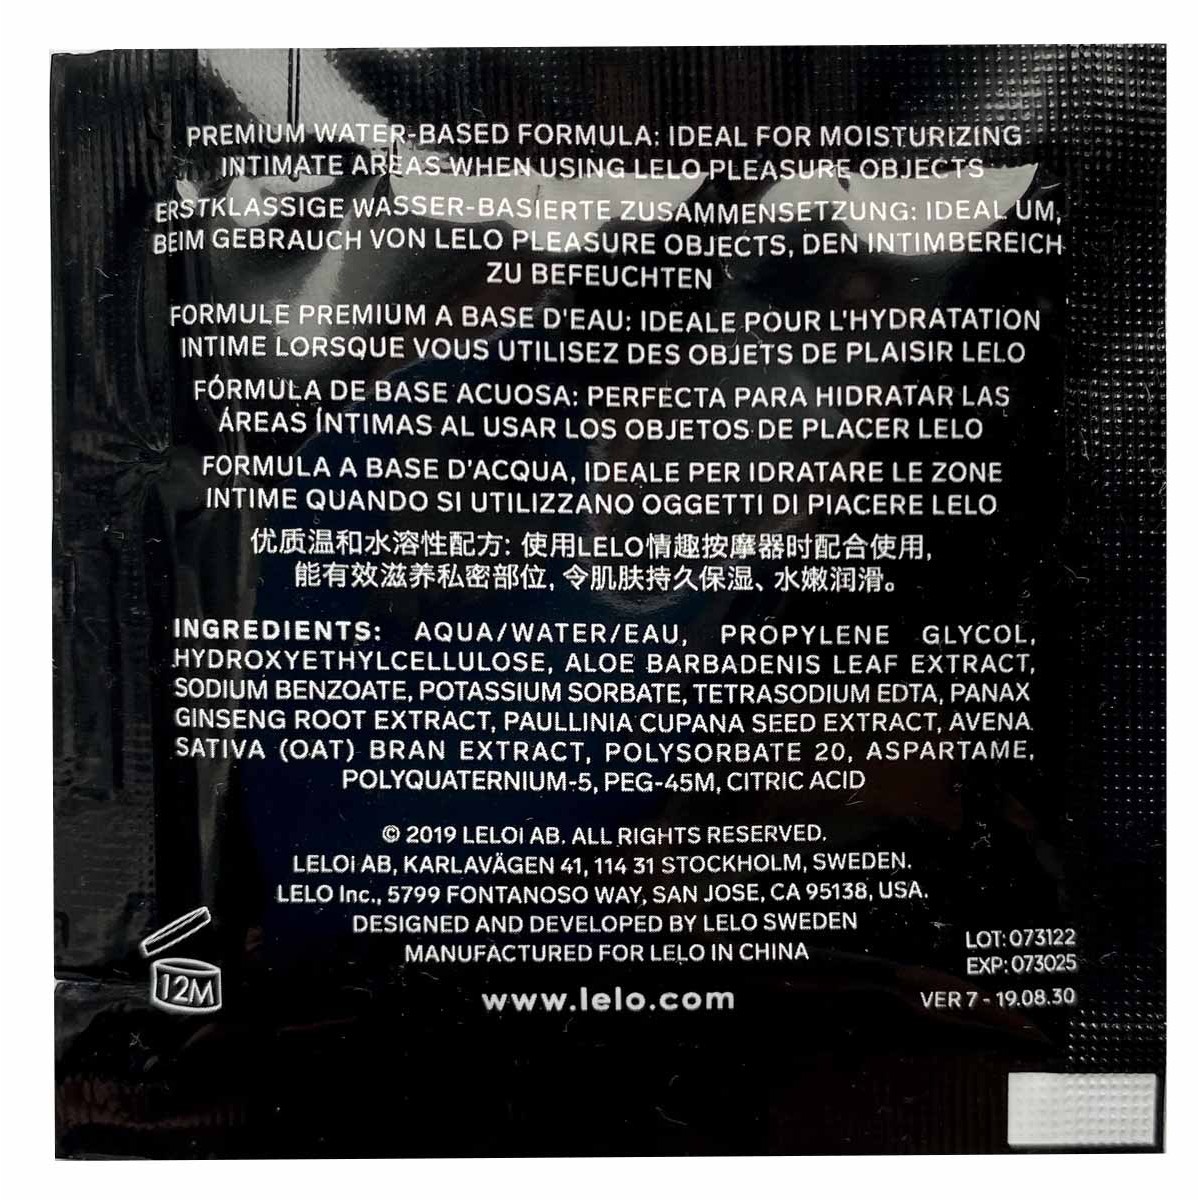 PREMIUM WATER-BASED FORMULA: IDEAL FOR MOISTURIZING
INTIMATE AREAS WHEN USING LELO PLEASURE OBJECTS
ERSTKLASSIGE WASSER-BASIERTE ZUSAMMENSETZUNG: IDEAL UM,
BEIM GEBRAUCH VON LELO PLEASURE OBJECTS, DEN INTIMBEREICH
ZU BEFEUCHTEN
FORMULE PREMIUM A BASE D'EAU: IDEALE POUR L'HYDRATATION
INTIME LORSQUE VOUS UTILISEZ DES OBJETS DE PLAISIR LELO
FÓRMULA DE BASE ACUOSA: PERFECTA PARA HIDRATAR LAS
ÁREAS ÍNTIMAS AL USAR LOS OBJETOS DE PLACER LELO
FORMULA A BASE D'ACQUA, IDEALE PER IDRATARE LE ZONE
INTIME QUANDO SI UTILIZZANO OGGETTI DI PIACERE LELO
优质温和水溶性配方: 使用LELO情趣按摩器时配合使用,
能有效滋养私密部位, 令肌肤持久保湿、水嫩润滑。
INGREDIENTS: AQUA/WATER/EAU, PROPYLENE GLYCOL,
HYDROXYETHYLCELLULOSE, ALOE BARBADENIS LEAF EXTRACT,
SODIUM BENZOATE, POTASSIUM SORBATE, TETRASODIUM EDTA, PANAX
GINSENG ROOT EXTRACT, PAULLINIA CUPANA SEED EXTRACT, AVENA
SATIVA (OAT) BRAN EXTRACT, POLYSORBATE 20, ASPARTAME,
POLYQUATERNIUM-5, PEG-45M, CITRIC ACID
© 2019 LELOi AB. ALL RIGHTS RESERVED.
LELOi AB, KARLAVÄGEN 41, 114 31 STOCKHOLM, SWEDEN.
LELO Inc., 5799 FONTANOSO WAY, SAN JOSE, CA 95138, USA.
DESIGNED AND DEVELOPED BY LELO SWEDEN
MANUFACTURED FOR LELO IN CHINA
www.lelo.com
12M
LOT: 073122
EXP: 073025
VER 7 - 19.08.30